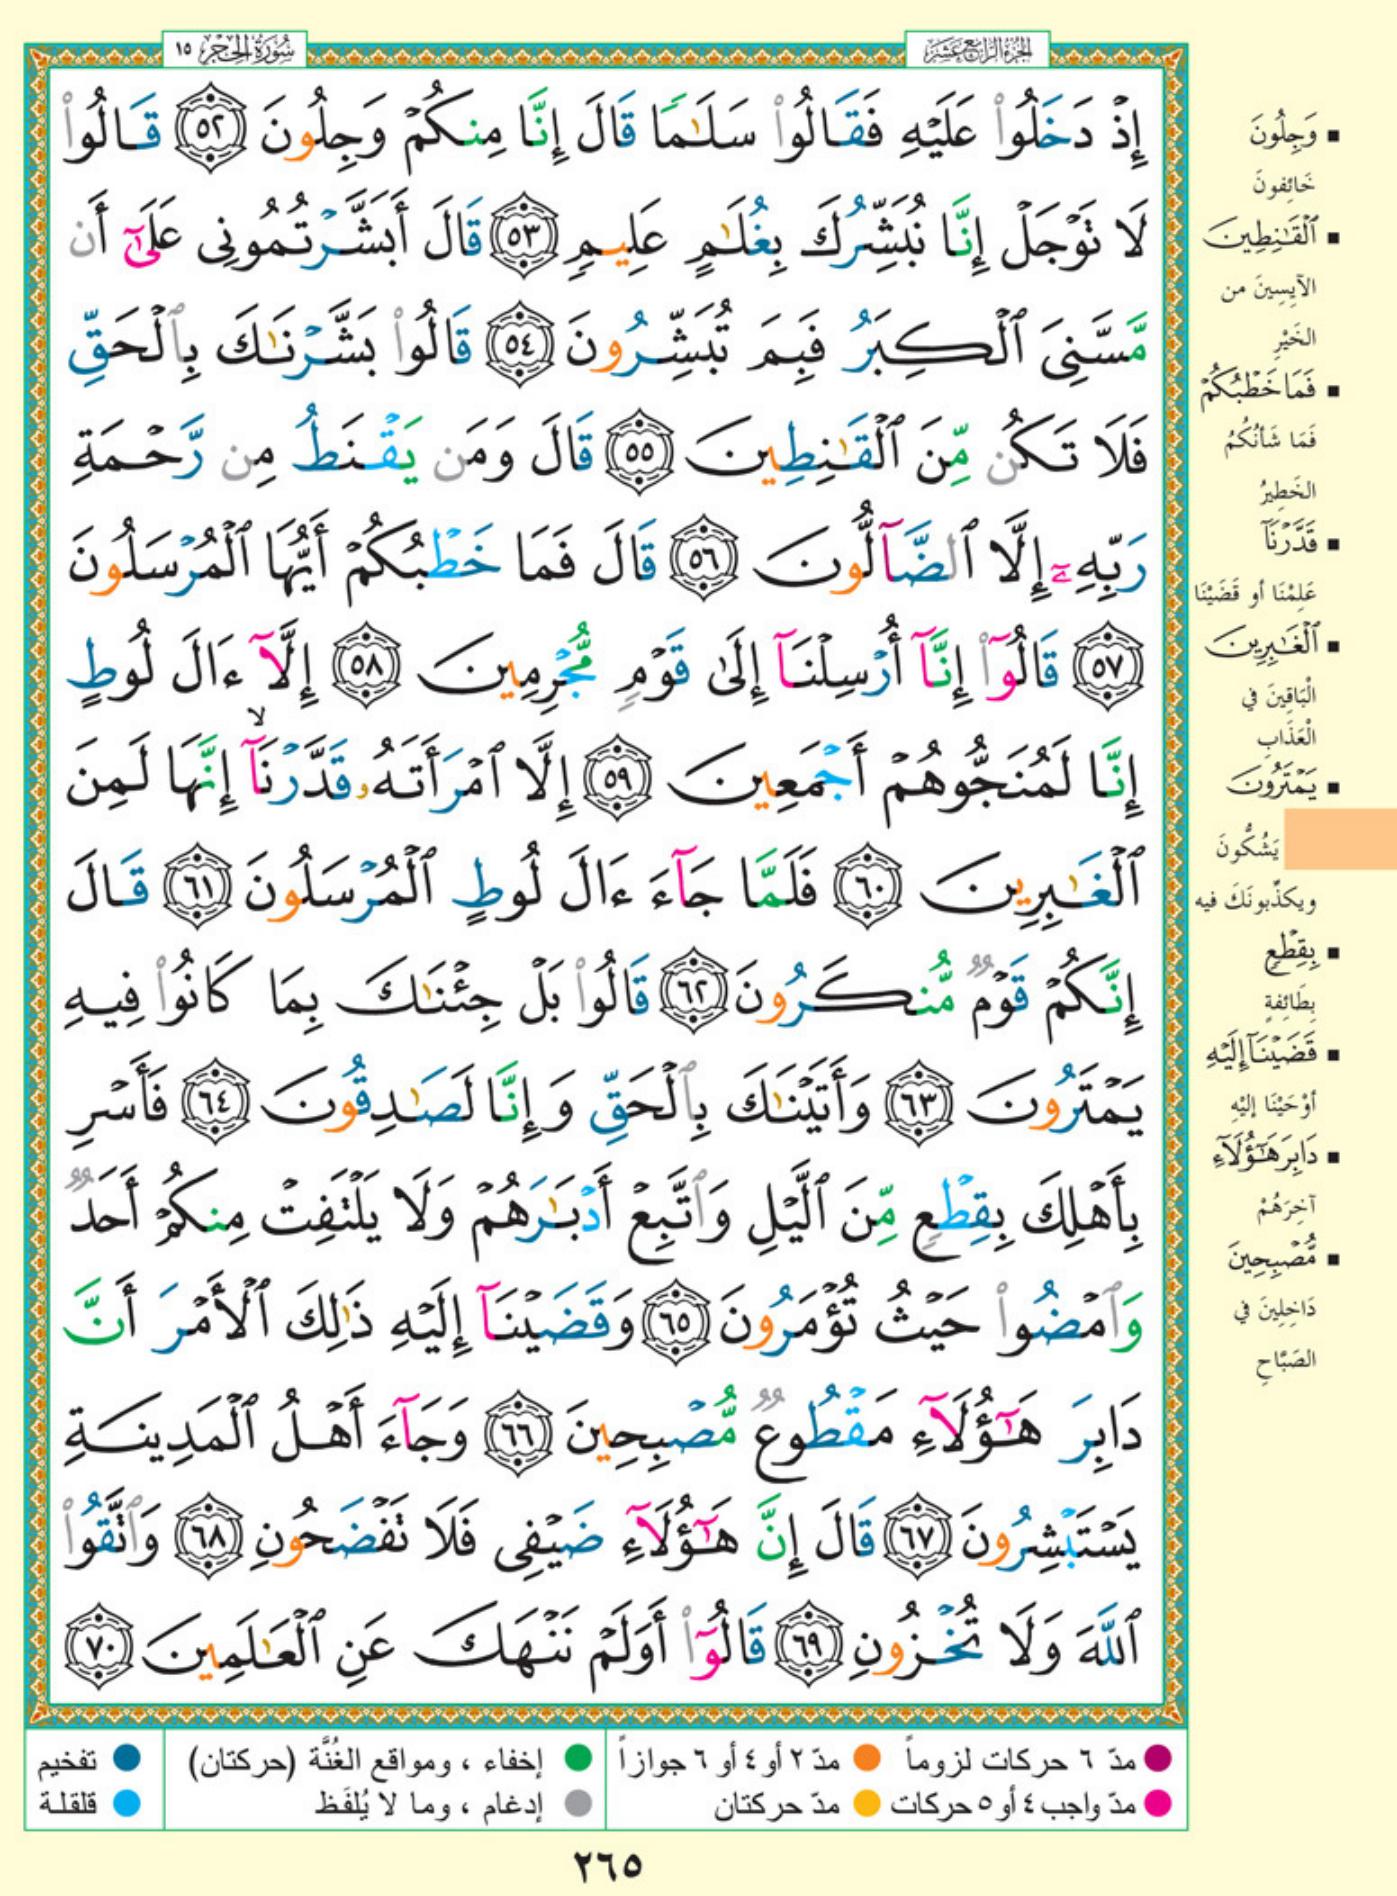 الجزء الرابع عشر
سورة الحجر ١٥
إِذْ دَخَلُوا۟ عَلَيْهِ فَقَالُوا۟ سَلَـٰمًا قَالَ إِنَّا مِنكُمْ وَجِلُونَ ٥٢ قَالُوا۟
لَا تَوْجَلْ إِنَّا نُبَشِّرُكَ بِغُلَـٰمٍ عَلِيمٍ ٥٣ قَالَ أَبَشَّرْتُمُونِى عَلَىٰٓ أَن
مَّسَّنِىَ ٱلْكِبَرُ فَبِمَ تُبَشِّرُونَ ٥٤ قَالُوا۟ بَشَّرْنَـٰكَ بِٱلْحَقِّ
فَلَا تَكُن مِّنَ ٱلْقَـٰنِطِينَ ٥٥ قَالَ وَمَن يَقْنَطُ مِن رَّحْمَةِ
رَبِّهِۦٓ إِلَّا ٱلضَّآلُّونَ ٥٦ قَالَ فَمَا خَطْبُكُمْ أَيُّهَا ٱلْمُرْسَلُونَ
٥٧ قَالُوٓا۟ إِنَّآ أُرْسِلْنَآ إِلَىٰ قَوْمٍ مُّجْرِمِينَ ٥٨ إِلَّآ ءَالَ لُوطٍ
إِنَّا لَمُنَجُّوهُمْ أَجْمَعِينَ ٥٩ إِلَّا ٱمْرَأَتَهُۥ قَدَّرْنَآ ۙ إِنَّهَا لَمِنَ
ٱلْغَـٰبِرِينَ ٦٠ فَلَمَّا جَآءَ ءَالَ لُوطٍ ٱلْمُرْسَلُونَ ٦١ قَالَ
إِنَّكُمْ قَوْمٌ مُّنكَرُونَ ٦٢ قَالُوا۟ بَلْ جِئْنَـٰكَ بِمَا كَانُوا۟ فِيهِ
يَمْتَرُونَ ٦٣ وَأَتَيْنَـٰكَ بِٱلْحَقِّ وَإِنَّا لَصَـٰدِقُونَ ٦٤ فَأَسْرِ
بِأَهْلِكَ بِقِطْعٍ مِّنَ ٱلَّيْلِ وَٱتَّبِعْ أَدْبَـٰرَهُمْ وَلَا يَلْتَفِتْ مِنكُمْ أَحَدٌ
وَٱمْضُوا۟ حَيْثُ تُؤْمَرُونَ ٦٥ وَقَضَيْنَآ إِلَيْهِ ذَٰلِكَ ٱلْأَمْرَ أَنَّ
دَابِرَ هَـٰٓؤُلَآءِ مَقْطُوعٌ مُّصْبِحِينَ ٦٦ وَجَآءَ أَهْلُ ٱلْمَدِينَةِ
يَسْتَبْشِرُونَ ٦٧ قَالَ إِنَّ هَـٰٓؤُلَآءِ ضَيْفِى فَلَا تَفْضَحُونِ ٦٨ وَٱتَّقُوا۟
ٱللَّهَ وَلَا تُخْزُونِ ٦٩ قَالُوٓا۟ أَوَلَمْ نَنْهَكَ عَنِ ٱلْعَـٰلَمِينَ ٧٠
▪ وَجِلُونَ
خَائِفونَ
▪ ٱلْقَـٰنِطِينَ
الآيِسِينَ من
الخَيْرِ
▪ فَمَا خَطْبُكُمْ
فَمَا شَأنُكُمُ
الخَطِيرُ
▪ قَدَّرْنَآ
عَلِمْنَا أو قَضَيْنَا
▪ ٱلْغَـٰبِرِينَ
الْبَاقِينَ في
الْعَذَابِ
▪ يَمْتَرُونَ
يَشُكُّونَ
ويكذِّبونَكَ فيه
▪ بِقِطْعٍ
بِطَائِفةٍ
▪ قَضَيْنَآ إِلَيْهِ
أوْحَيْنَا إليْهِ
▪ دَابِرَ هَـٰٓؤُلَآءِ
آخِرَهُمْ
▪ مُّصْبِحِينَ
دَاخِلِينَ في
الصَبَّاحِ
مدّ ٦ حركات لزوماً مدّ ٢ أو ٤ أو ٦ جوازاً
مدّ واجب ٤ أو ٥ حركات مدّ حركتان
إخفاء ، ومواقع الغُنَّة (حركتان)
إدغام ، وما لا يُلفَظ
تفخيم
قلقلة
٢٦٥